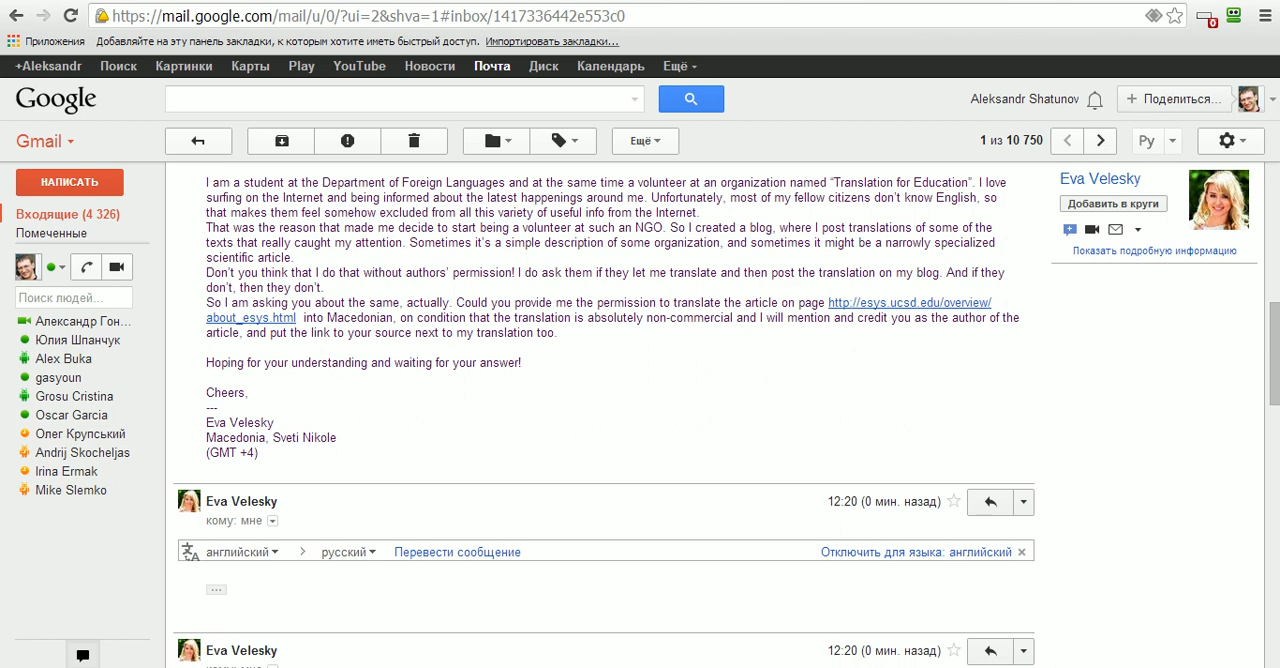 https://mail.google.com/mail/u/0/?ui=2&shva=1#inbox/1417336442e553c0
0
Приложения Добавляйте на эту панель закладки, к которым хотите иметь быстрый доступ. Импортировать закладки...
+Aleksandr Поиск Картинки Карты Play YouTube Новости Почта Диск Календарь Ещё
Google Aleksandr Shatunov + Поделиться...
Gmail Ещё 1 из 10 750 Ру
НАПИСАТЬ
Входящие (4 326)
Помеченные
Поиск людей...
Александр Гон...
Юлия Шпанчук
Alex Buka
gasyoun
Grosu Cristina
Oscar Garcia
Олег Крупський
Andrij Skocheljas
Irina Ermak
Mike Slemko
I am a student at the Department of Foreign Languages and at the same time a volunteer at an organization named “Translation for Education”. I love
surfing on the Internet and being informed about the latest happenings around me. Unfortunately, most of my fellow citizens don’t know English, so
that makes them feel somehow excluded from all this variety of useful info from the Internet.
That was the reason that made me decide to start being a volunteer at such an NGO. So I created a blog, where I post translations of some of the
texts that really caught my attention. Sometimes it’s a simple description of some organization, and sometimes it might be a narrowly specialized
scientific article.
Don’t you think that I do that without authors’ permission! I do ask them if they let me translate and then post the translation on my blog. And if they
don’t, then they don’t.
So I am asking you about the same, actually. Could you provide me the permission to translate the article on page http://esys.ucsd.edu/overview/
about_esys.html into Macedonian, on condition that the translation is absolutely non-commercial and I will mention and credit you as the author of the
article, and put the link to your source next to my translation too.
Hoping for your understanding and waiting for your answer!
Cheers,
---
Eva Velesky
Macedonia, Sveti Nikole
(GMT +4)
Eva Velesky 12:20 (0 мин. назад)
кому: мне
английский > русский Перевести сообщение Отключить для языка: английский ×
...
Eva Velesky 12:20 (0 мин. назад)
Eva Velesky
Добавить в круги
Показать подробную информацию